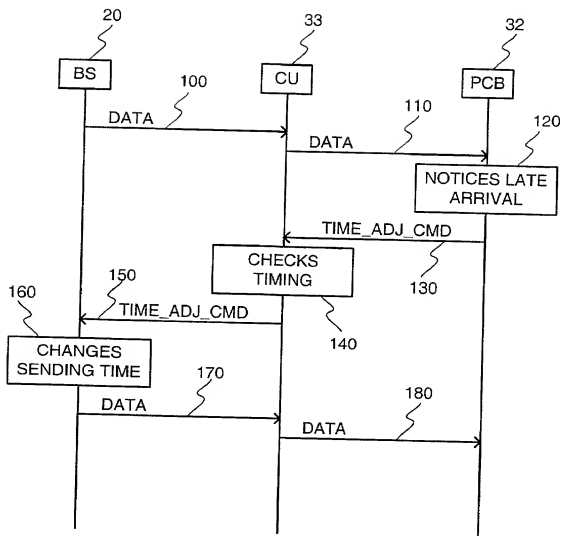 20
33
32
BS
CU
PCB
100
DATA
110
DATA
120
NOTICES LATE
ARRIVAL
TIME_ADJ_CMD
130
CHECKS
TIMING
140
150
TIME_ADJ_CMD
160
CHANGES
SENDING TIME
170
DATA
180
DATA